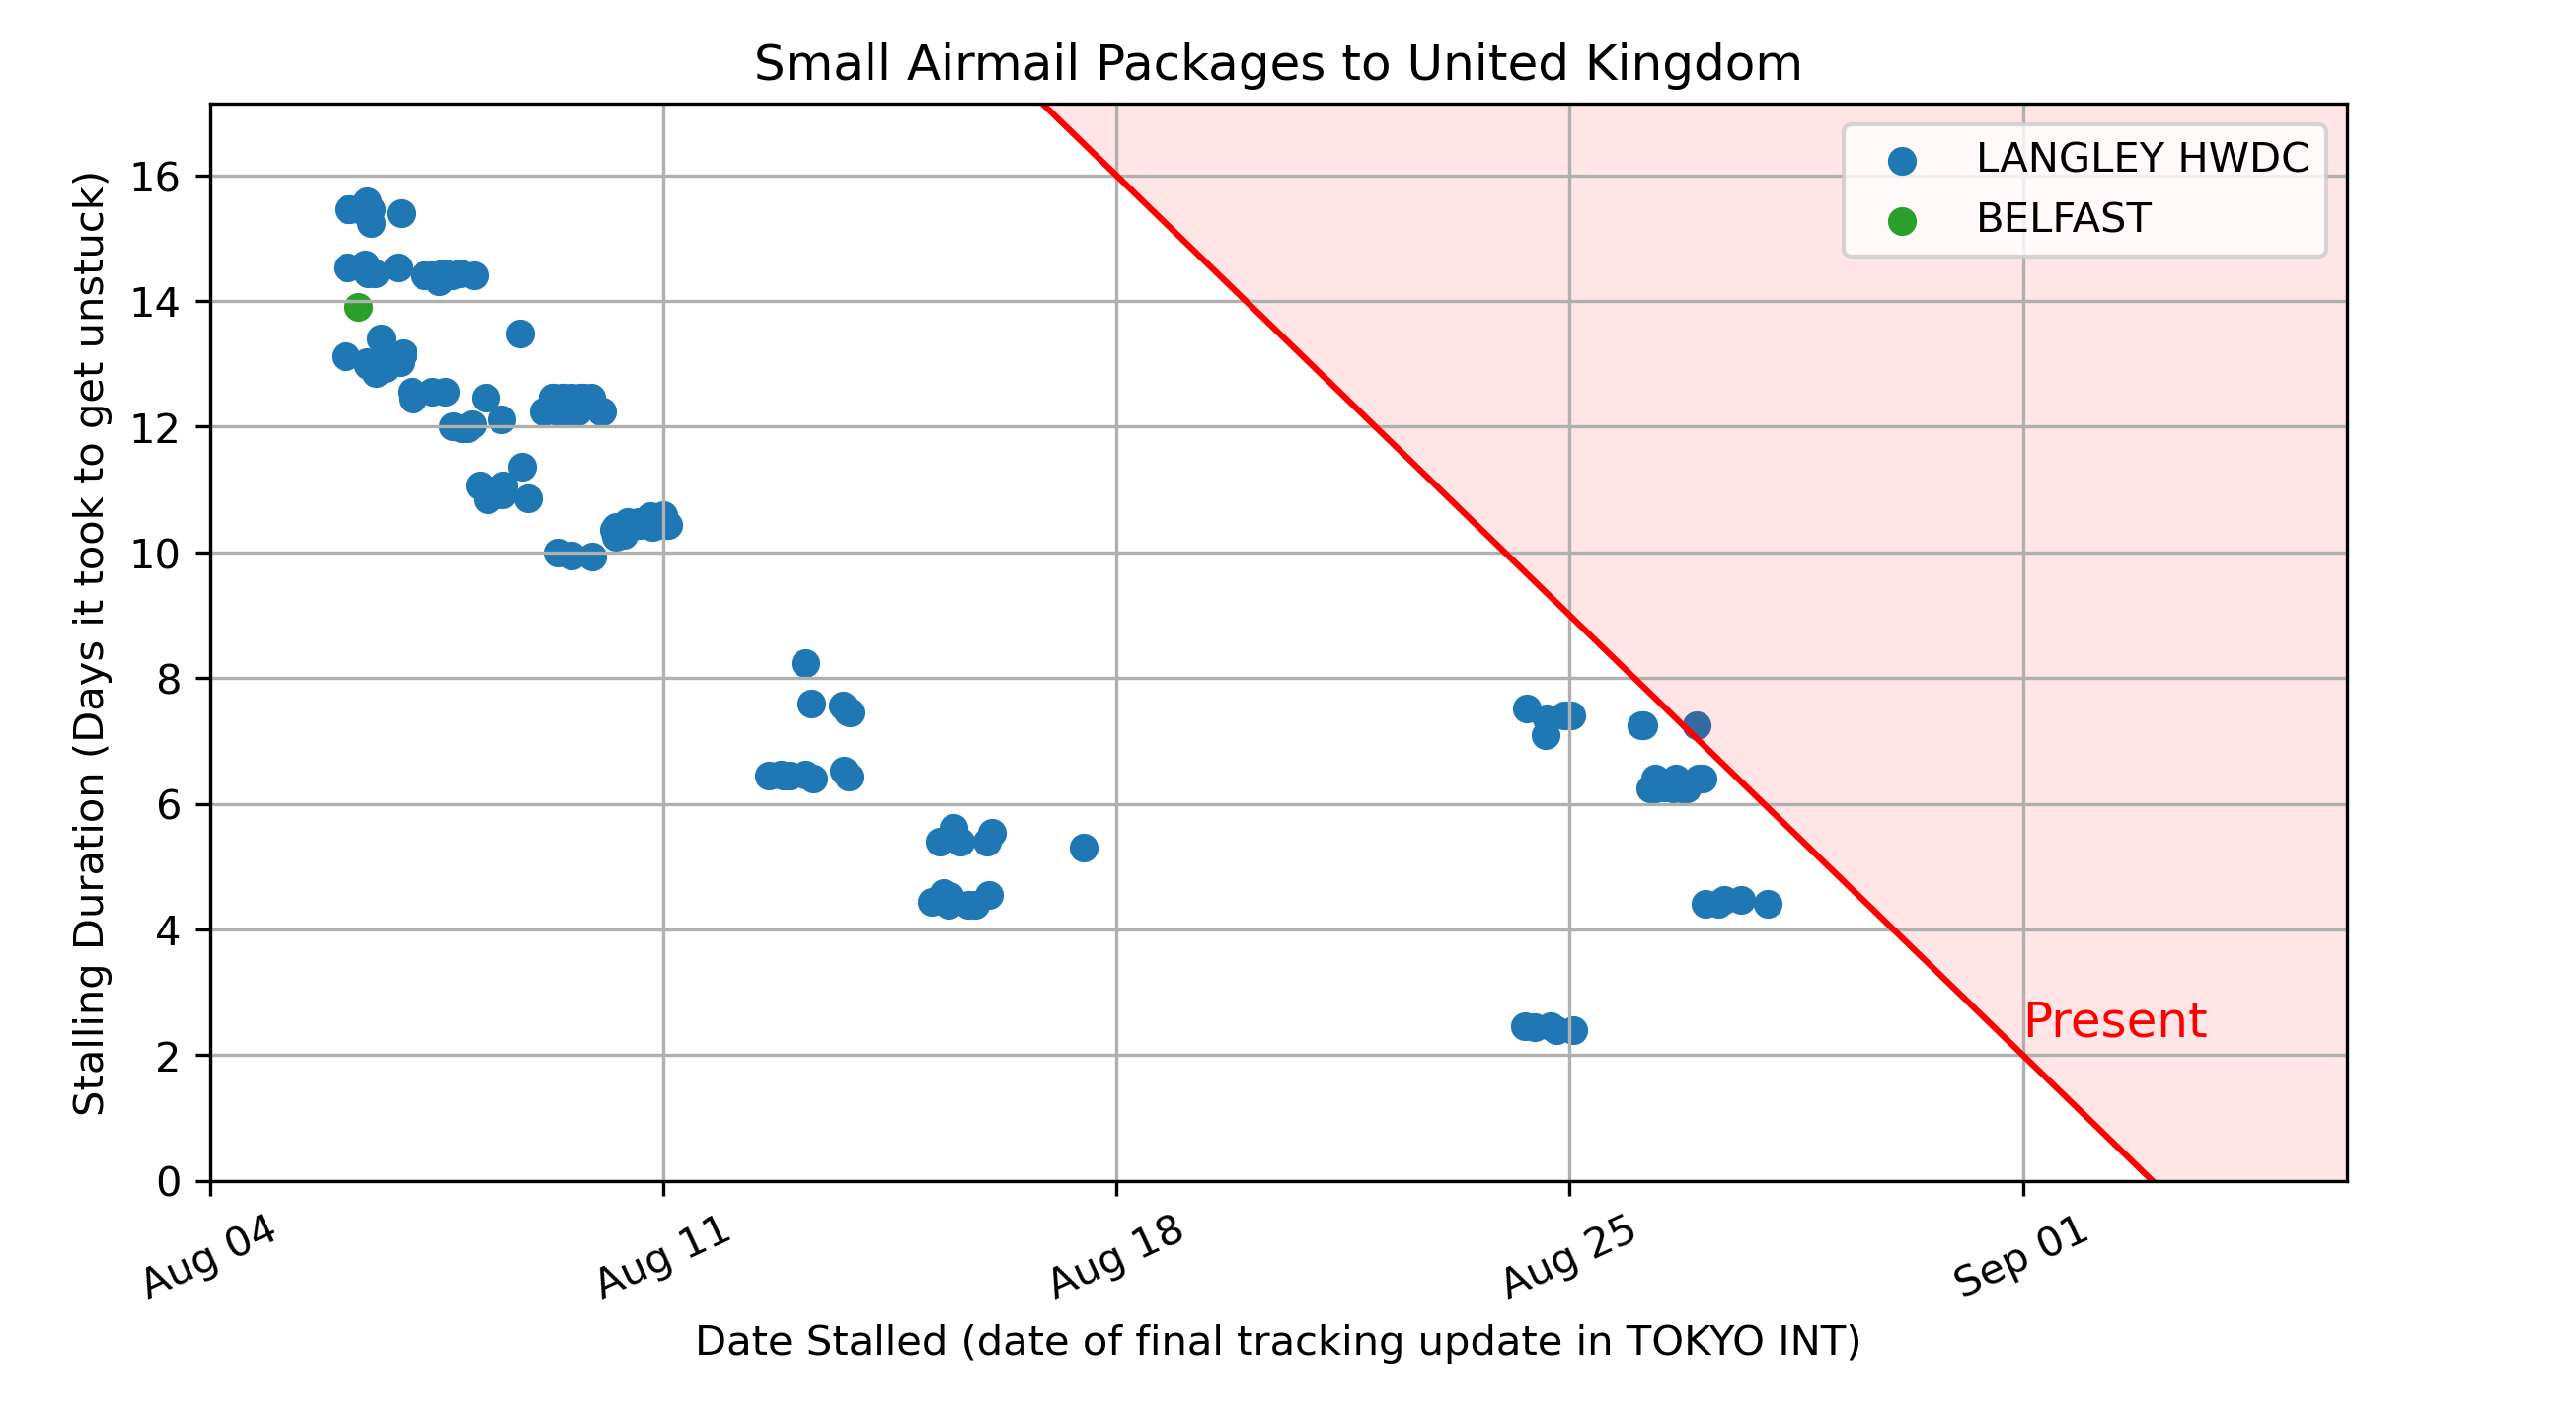 Small Airmail Packages to United Kingdom
LANGLEY HWDC
BELFAST
Stalling Duration (Days it took to get unstuck)
16
14
12
10
8
6
4
2
0
Present
Aug 04
Aug 11
Aug 18
Aug 25
Sep 01
Date Stalled (date of final tracking update in TOKYO INT)